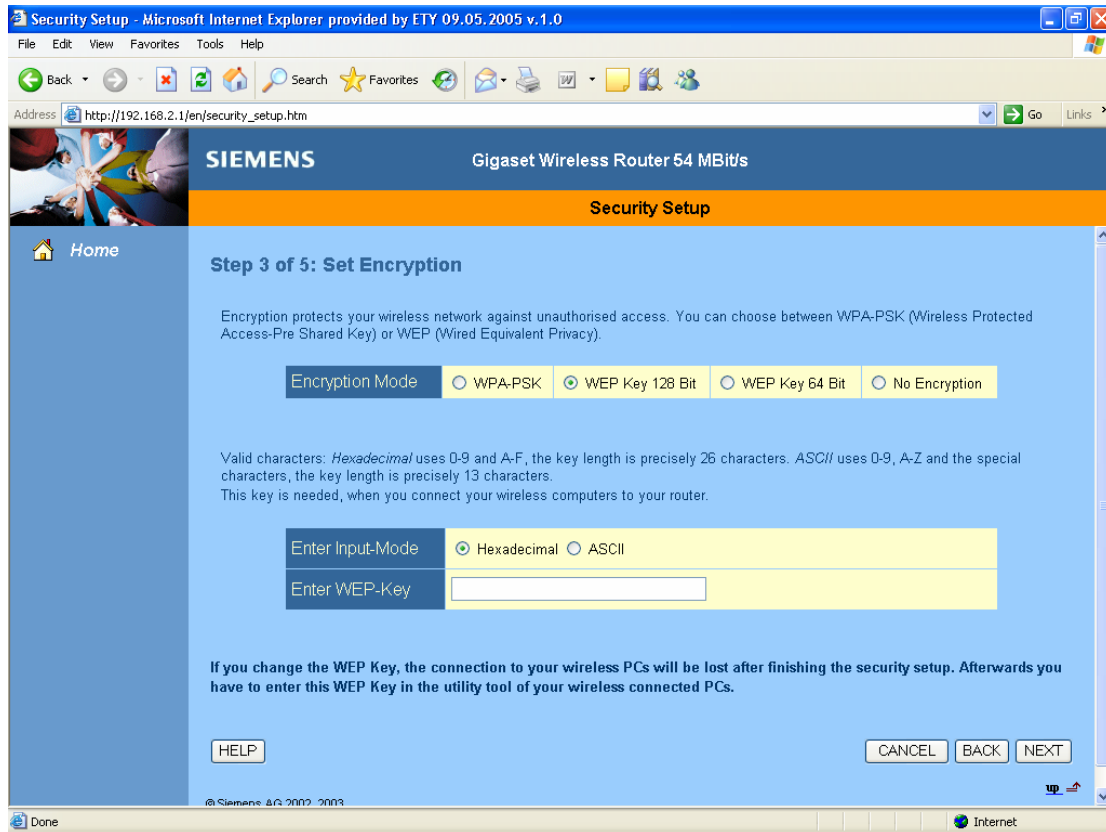 Security Setup - Microsoft Internet Explorer provided by ETY 09.05.2005 v.1.0
File Edit View Favorites Tools Help
Back Search Favorites
Address http://192.168.2.1/en/security_setup.htm Go Links
SIEMENS Gigaset Wireless Router 54 MBit/s
Security Setup
Home
Step 3 of 5: Set Encryption
Encryption protects your wireless network against unauthorised access. You can choose between WPA-PSK (Wireless Protected
Access-Pre Shared Key) or WEP (Wired Equivalent Privacy).
Encryption Mode WPA-PSK WEP Key 128 Bit WEP Key 64 Bit No Encryption
Valid characters: Hexadecimal uses 0-9 and A-F, the key length is precisely 26 characters. ASCII uses 0-9, A-Z and the special
characters, the key length is precisely 13 characters.
This key is needed, when you connect your wireless computers to your router.
Enter Input-Mode Hexadecimal ASCII
Enter WEP-Key
If you change the WEP Key, the connection to your wireless PCs will be lost after finishing the security setup. Afterwards you
have to enter this WEP Key in the utility tool of your wireless connected PCs.
HELP CANCEL BACK NEXT
up
© Siemens AG 2002, 2003
Done Internet